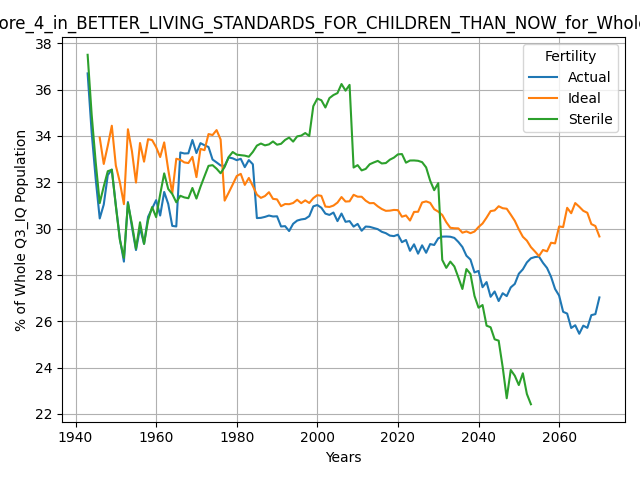 ore_4_in_BETTER_LIVING_STANDARDS_FOR_CHILDREN_THAN_NOW_for_Whole
Fertility
Actual
Ideal
Sterile
% of Whole Q3_IQ Population
38
36
34
32
30
28
26
24
22
1940 1960 1980 2000 2020 2040 2060
Years